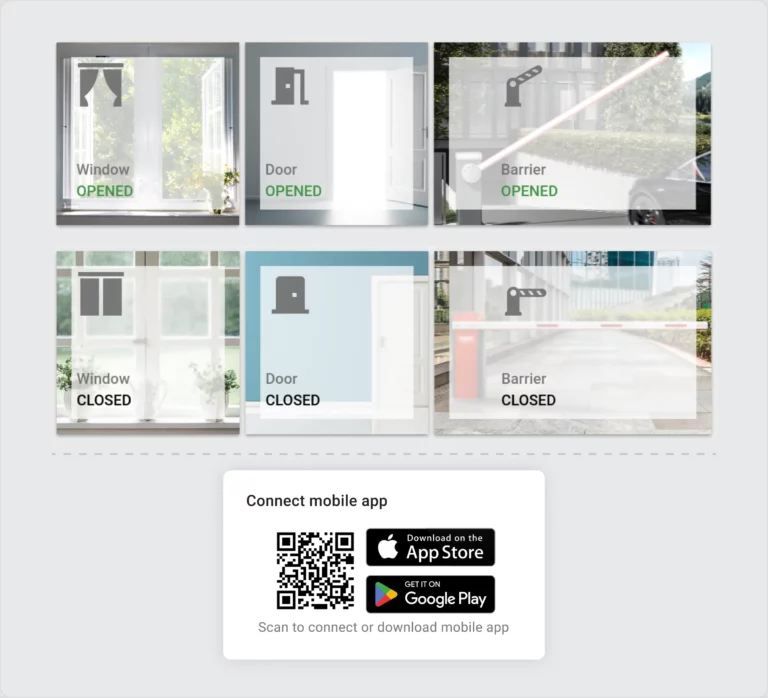 Window
OPENED
Door
OPENED
Barrier
OPENED
Window
CLOSED
Door
CLOSED
Barrier
CLOSED
Connect mobile app
Download on the
App Store
GET IT ON
Google Play
Scan to connect or download mobile app